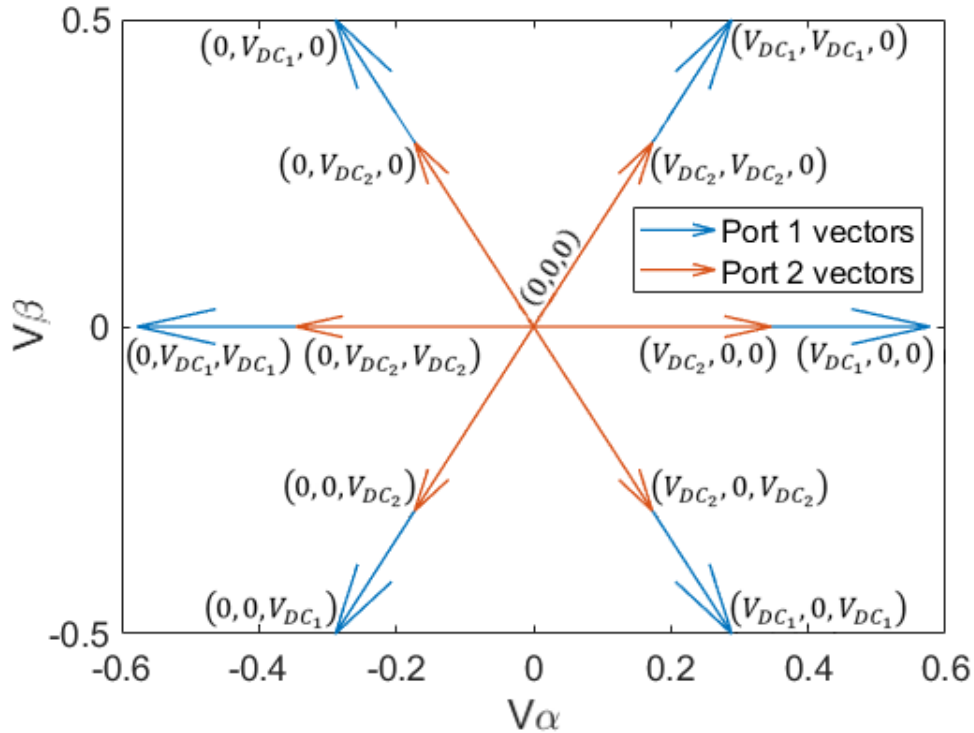 0.5
(0, V_{DC_1}, 0)
(V_{DC_1}, V_{DC_1}, 0)
(0, V_{DC_2}, 0)
(V_{DC_2}, V_{DC_2}, 0)
(0,0,0)
Port 1 vectors
Port 2 vectors
Vβ
0
(0, V_{DC_1}, V_{DC_1})
(0, V_{DC_2}, V_{DC_2})
(V_{DC_2}, 0, 0)
(V_{DC_1}, 0, 0)
(0, 0, V_{DC_2})
(V_{DC_2}, 0, V_{DC_2})
(0, 0, V_{DC_1})
(V_{DC_1}, 0, V_{DC_1})
-0.5
-0.6 -0.4 -0.2 0 0.2 0.4 0.6
Vα